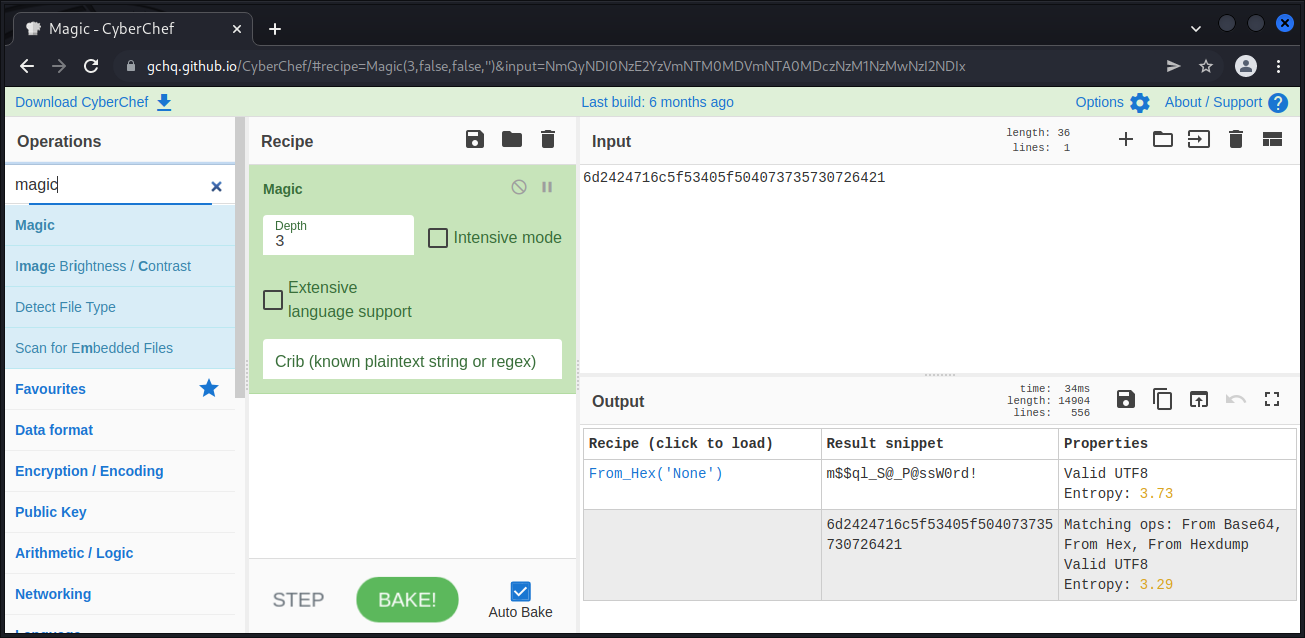 Magic - CyberChef
gchq.github.io/CyberChef/#recipe=Magic(3,false,false,'')&input=NmQyNDI0NzE2YzVmNTM0MDVmNTA0MDczNzM1NzMwNzI2NDIx
Download CyberChef
Last build: 6 months ago
Options
About / Support
Operations
magic
Magic
Image Brightness / Contrast
Detect File Type
Scan for Embedded Files
Favourites
Data format
Encryption / Encoding
Public Key
Arithmetic / Logic
Networking
Language
Recipe
Magic
Depth
3
Intensive mode
Extensive
language support
Crib (known plaintext string or regex)
STEP
BAKE!
Auto Bake
Input
length: 36
lines: 1
6d2424716c5f53405f504073735730726421
Output
time: 34ms
length: 14904
lines: 556
Recipe (click to load)
Result snippet
Properties
From_Hex('None')
m$$ql_S@_P@ssW0rd!
Valid UTF8
Entropy: 3.73
6d2424716c5f53405f504073735
730726421
Matching ops: From Base64,
From Hex, From Hexdump
Valid UTF8
Entropy: 3.29